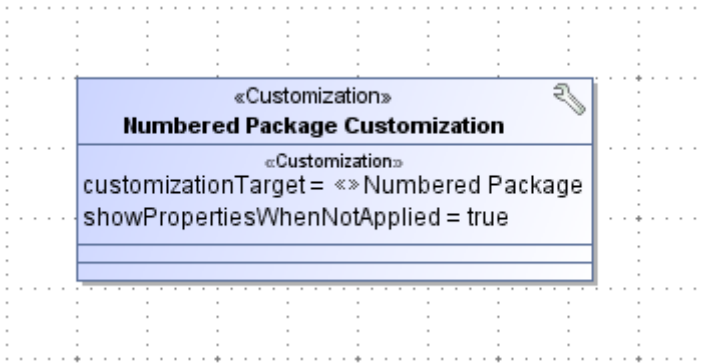 «Customization»
Numbered Package Customization
«Customization»
customizationTarget = «»Numbered Package
showPropertiesWhenNotApplied = true